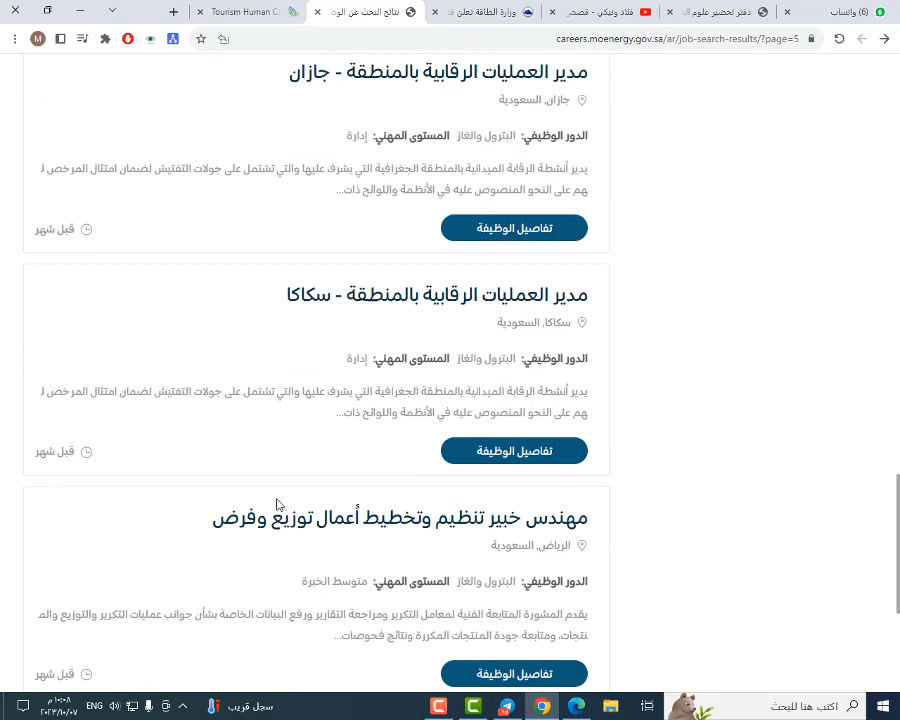 (6) واتساب
دفتر تحضير علوم ال
فلاد ونيكي - قصص
وزارة الطاقة تعلن
نتائج البحث عن الوظ
Tourism Human C
careers.moenergy.gov.sa/ar/job-search-results/?page=5
M
مدير العمليات الرقابية بالمنطقة - جازان
جازان, السعودية
الدور الوظيفي: البترول والغاز المستوى المهني: إدارة
يدير أنشطة الرقابة الميدانية بالمنطقة الجغرافية التي يشرف عليها والتي تشتمل على جولات التفتيش لضمان امتثال المرخص ل
هم على النحو المنصوص عليه في الأنظمة واللوائح ذات...
تفاصيل الوظيفة
قبل شهر
مدير العمليات الرقابية بالمنطقة - سكاكا
سكاكا, السعودية
الدور الوظيفي: البترول والغاز المستوى المهني: إدارة
يدير أنشطة الرقابة الميدانية بالمنطقة الجغرافية التي يشرف عليها والتي تشتمل على جولات التفتيش لضمان امتثال المرخص ل
هم على النحو المنصوص عليه في الأنظمة واللوائح ذات...
تفاصيل الوظيفة
قبل شهر
مهندس خبير تنظيم وتخطيط أعمال توزيع وفرض
الرياض, السعودية
الدور الوظيفي: البترول والغاز المستوى المهني: متوسط الخبرة
يقدم المشورة المتابعة الفنية لمعامل التكرير ومراجعة التقارير ورفع البيانات الخاصة بشأن جوانب عمليات التكرير والتوزيع والم
نتجات، ومتابعة جودة المنتجات المكررة ونتائج فحوصات...
تفاصيل الوظيفة
قبل شهر
اكتب هنا للبحث
سجل قريب
ENG
١٠:٠٨ م
٢٠٢٣/١٠/٠٧